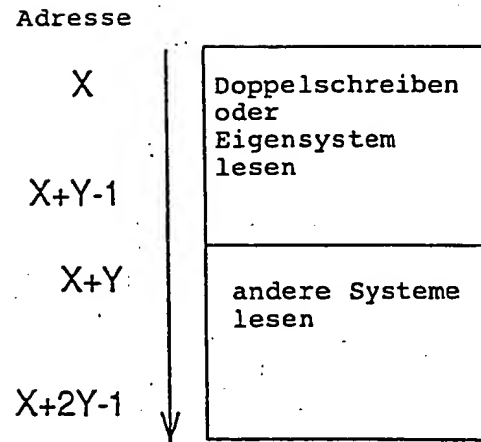 Adresse
X
X+Y-1
X+Y
X+2Y-1
Doppelschreiben
oder
Eigensystem
lesen
andere Systeme
lesen